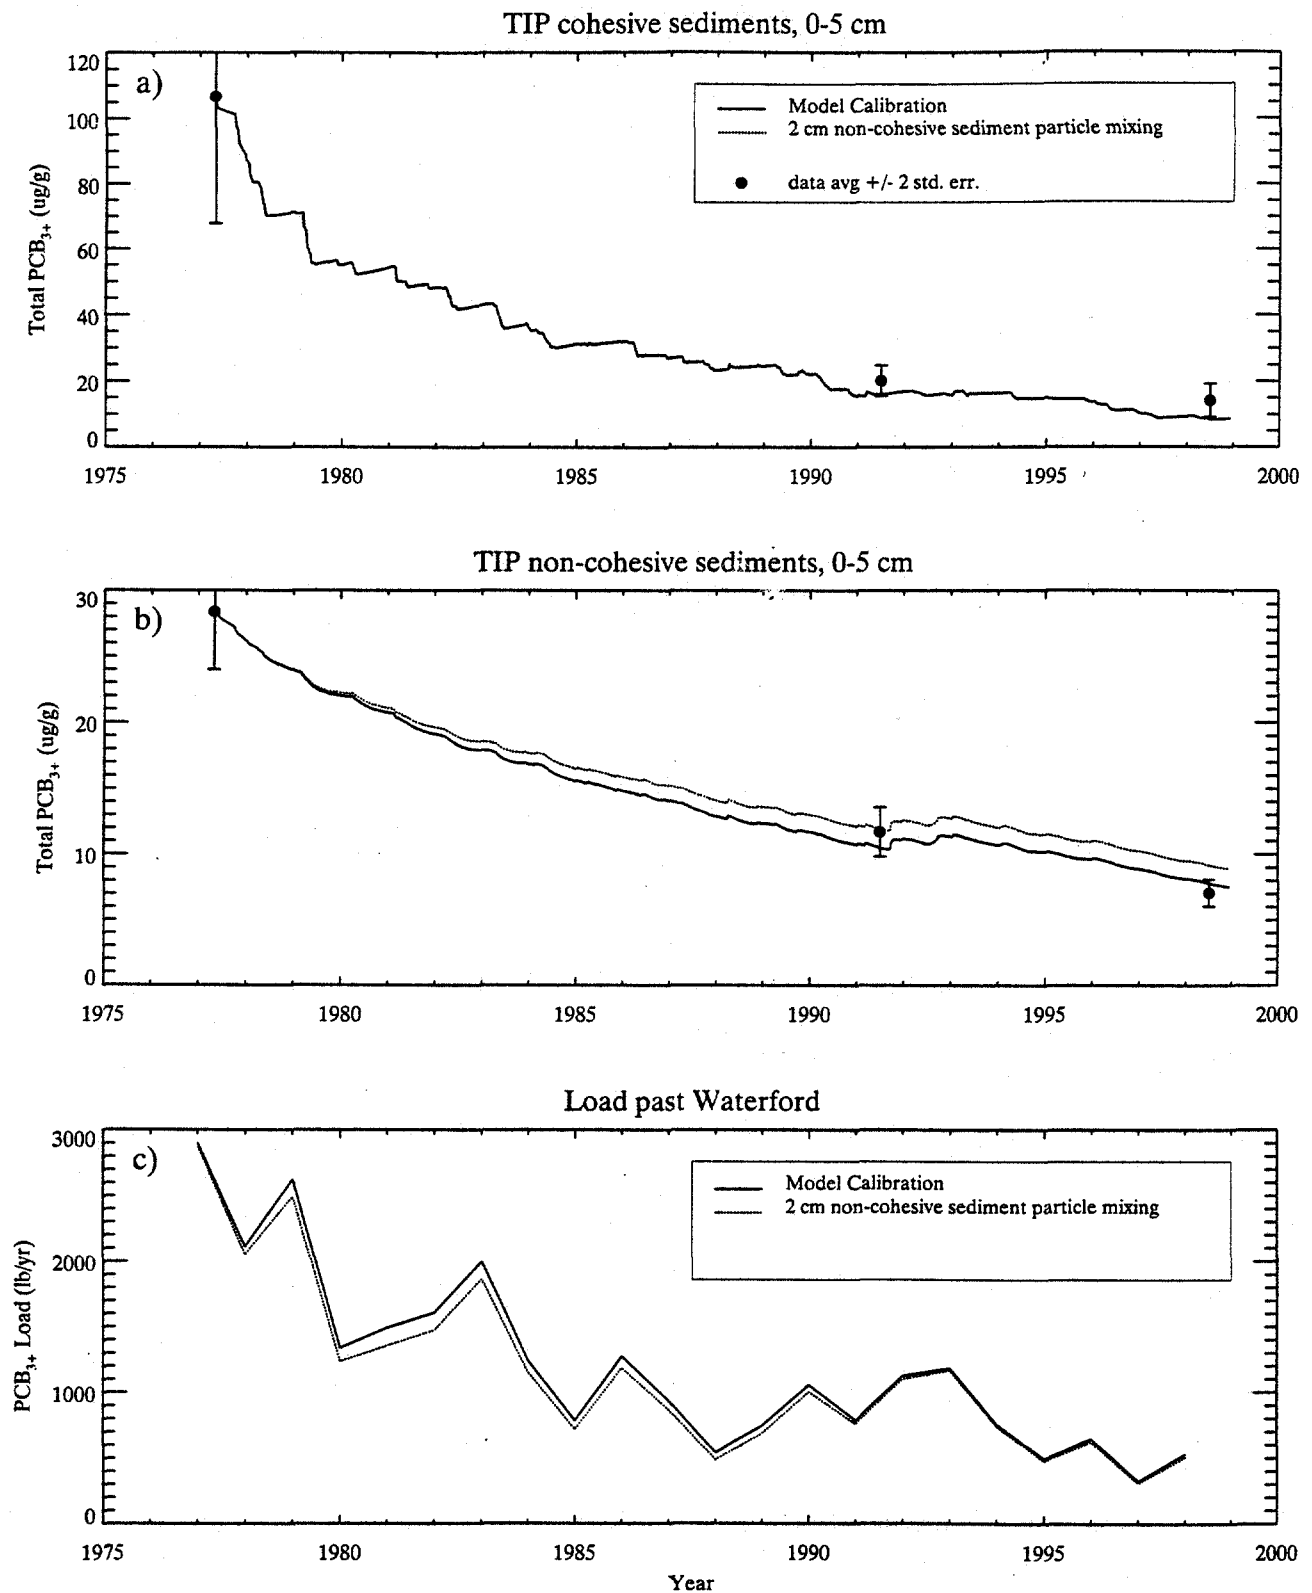 TIP cohesive sediments, 0-5 cm
a)
Model Calibration
2 cm non-cohesive sediment particle mixing
data avg +/- 2 std. err.
Total PCB3+ (ug/g)
120
100
80
60
40
20
0
1975 1980 1985 1990 1995 2000
TIP non-cohesive sediments, 0-5 cm
b)
Total PCB3+ (ug/g)
30
20
10
0
1975 1980 1985 1990 1995 2000
Load past Waterford
c)
Model Calibration
2 cm non-cohesive sediment particle mixing
PCB3+ Load (lb/yr)
3000
2000
1000
0
1975 1980 1985 1990 1995 2000
Year